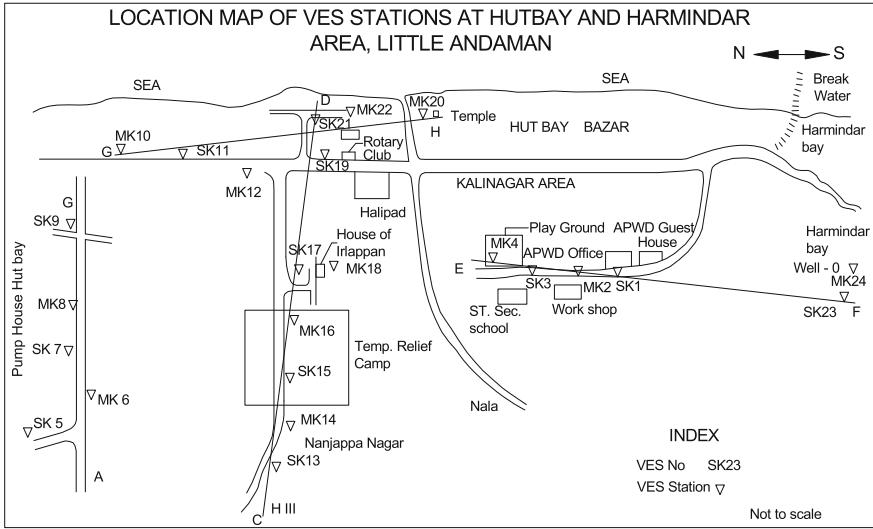 LOCATION MAP OF VES STATIONS AT HUTBAY AND HARMINDAR
AREA, LITTLE ANDAMAN
N S
SEA
SEA
Break
Water
D
MK22
MK20
Temple
SK21
H
HUT BAY BAZAR
Harmindar
bay
MK10
G
SK11
Rotary
Club
SK19
MK12
KALINAGAR AREA
Halipad
G
SK9
Play Ground
APWD Guest
House
House of
Irlappan
MK4
APWD Office
Harmindar
bay
Well - 0
SK17
MK18
E
SK3
MK2
SK1
MK24
SK23
F
Pump House Hut bay
MK8
ST. Sec.
school
Work shop
MK16
SK 7
Temp. Relief
Camp
SK15
MK 6
Nala
SK 5
MK14
Nanjappa Nagar
SK13
A
H III
C
INDEX
VES No SK23
VES Station
Not to scale